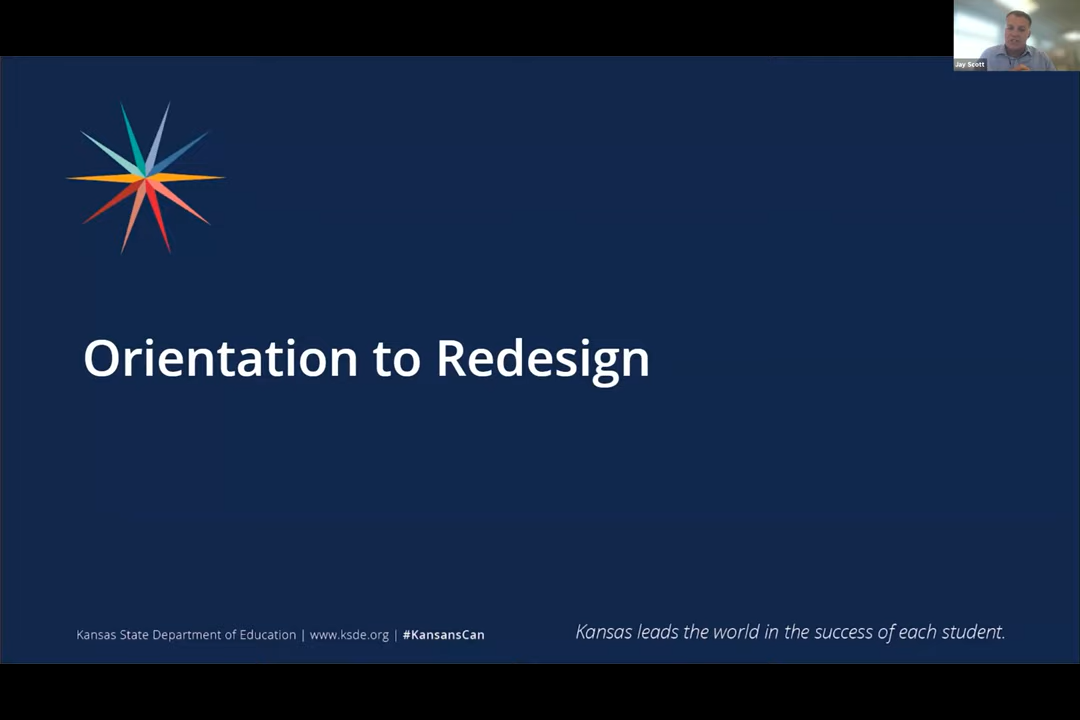 Jay Scott
Orientation to Redesign
Kansas State Department of Education | www.ksde.org | #KansansCan
Kansas leads the world in the success of each student.